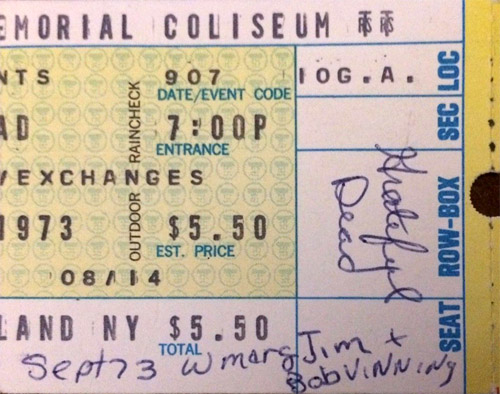 EMORIAL COLISEUM
NTS 907 10G.A.
DATE/EVENT CODE
AD 7:00P
ENTRANCE
/EXCHANGES
1973 $5.50
EST. PRICE
08/14
LAND NY $5.50
TOTAL
OUTDOOR RAINCHECK
LOC
SEC
ROW-BOX
SEAT
Grateful
Dead
Sept 73 W marg Jim +
Bob VINNING